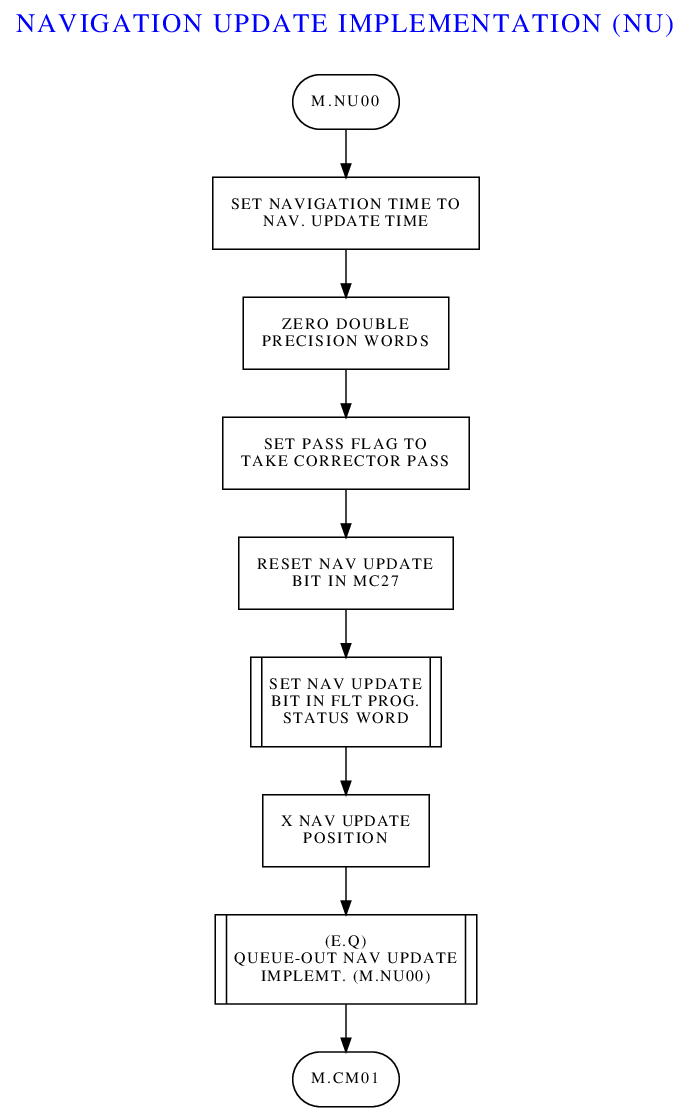 NAVIGATION UPDATE IMPLEMENTATION (NU)
M.NU00
SET NAVIGATION TIME TO
NAV. UPDATE TIME
ZERO DOUBLE
PRECISION WORDS
SET PASS FLAG TO
TAKE CORRECTOR PASS
RESET NAV UPDATE
BIT IN MC27
SET NAV UPDATE
BIT IN FLT PROG.
STATUS WORD
X NAV UPDATE
POSITION
(E.Q)
QUEUE-OUT NAV UPDATE
IMPLEMT. (M.NU00)
M.CM01